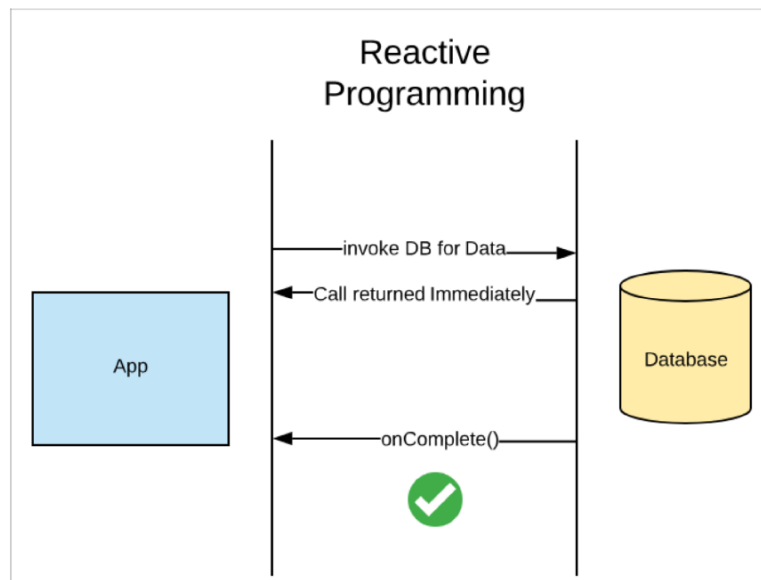 Reactive
Programming
invoke DB for Data
Call returned Immediately
App
Database
onComplete()